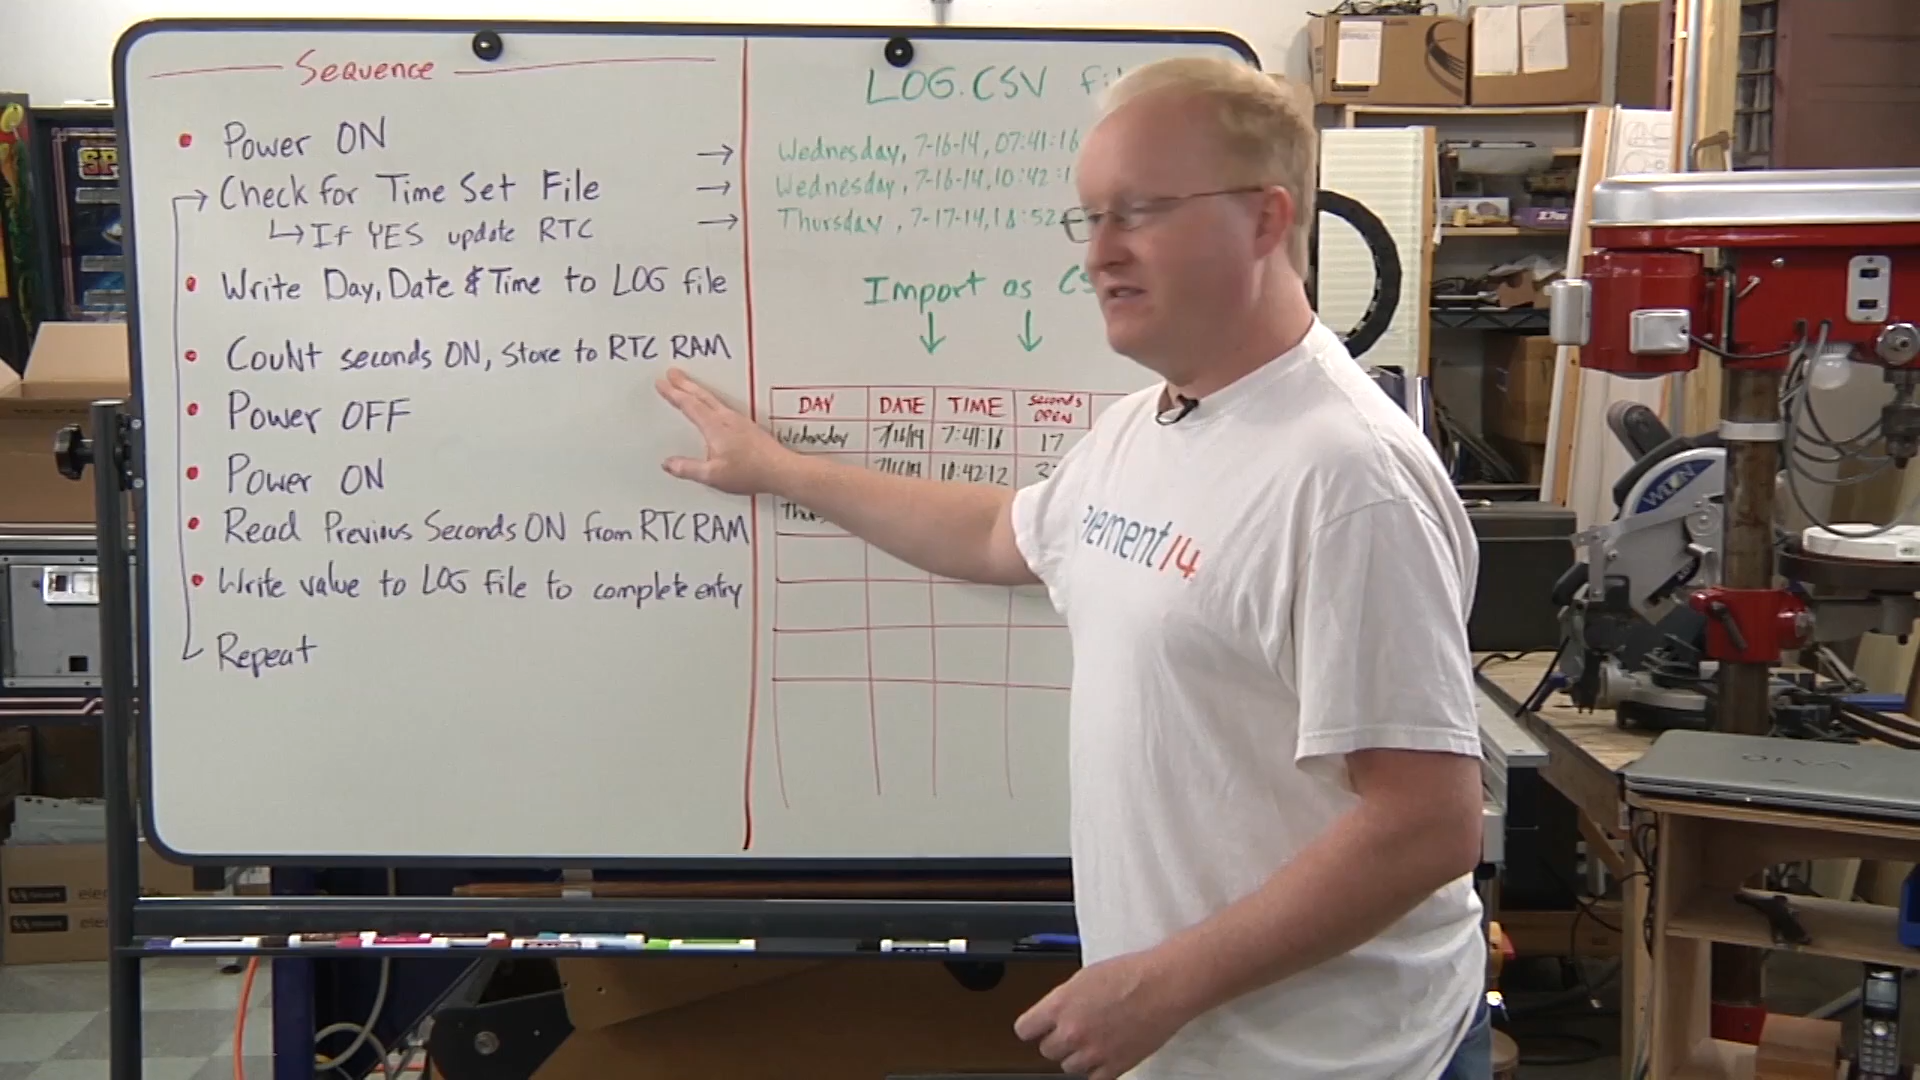 Sequence
Power ON
Check for Time Set File
If YES update RTC
Write Day, Date & Time to LOG file
Count seconds ON, Store to RTC RAM
Power OFF
Power ON
Read Previous Seconds ON from RTC RAM
Write value to LOG file to complete entry
Repeat
LOG.CSV
Wednesday, 7-16-14, 07:41:16
Wednesday, 7-16-14, 10:42:1
Thursday, 7-17-14, 18:52
Import as CS
DAY DATE TIME Seconds OPEN
Wednesday 7/16/14 7:41:16 17
7/16/14 10:42:12
element14
VAIO